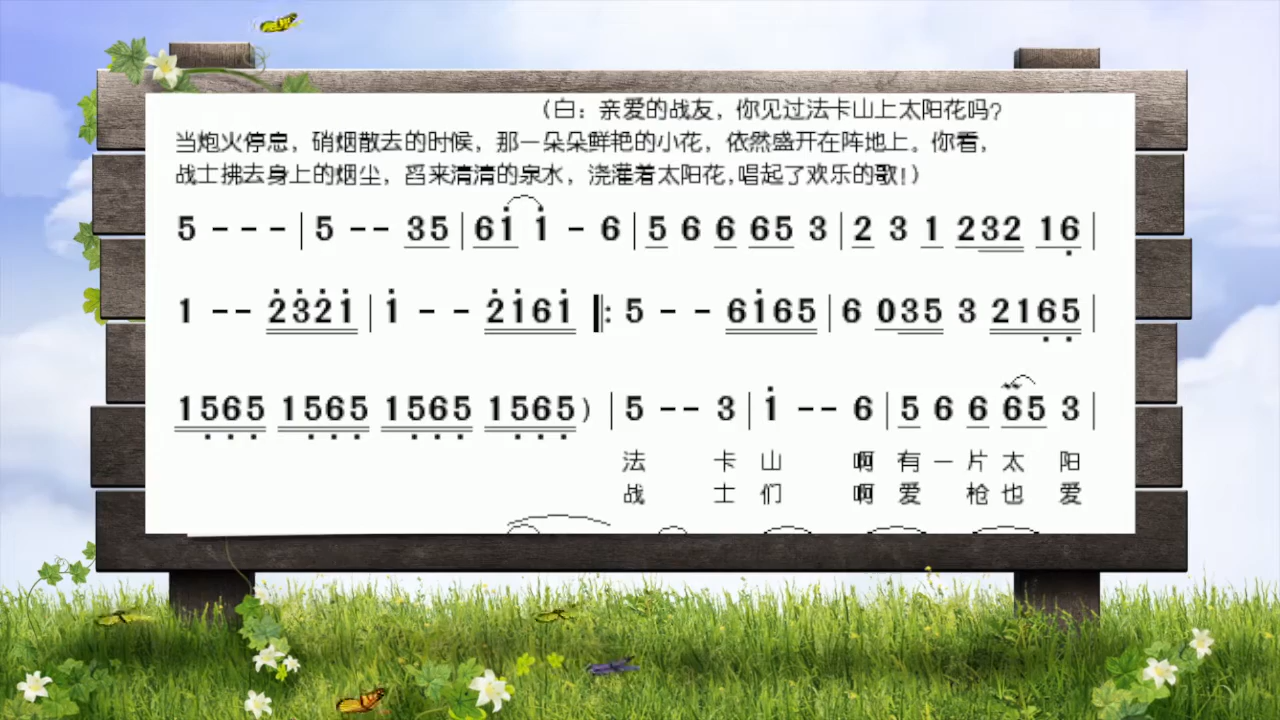 （白：亲爱的战友，你见过法卡山上太阳花吗？
当炮火停息，硝烟散去的时候，那一朵朵鲜艳的小花，依然盛开在阵地上。你看，
战士拂去身上的烟尘，舀来清清的泉水，浇灌着太阳花,唱起了欢乐的歌!）
5 - - - | 5 - - 35 | 6i i - 6 | 5 6 6 65 3 | 2 3 1 232 16 |
1 - - 2321 | i - - 2161 ‖: 5 - - 6i65 | 6 035 3 2165 |
1565 1565 1565 1565) | 5 - - 3 | i - - 6 | 5 6 6 65 3 |
法 卡 山 啊 有 一 片 太 阳
战 士 们 啊 爱 枪 也 爱